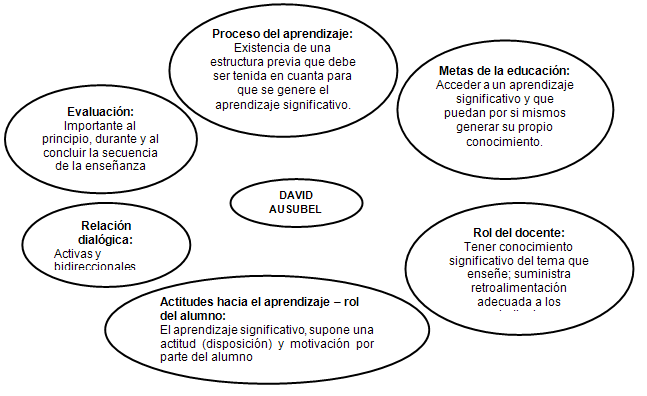 Proceso del aprendizaje:
Existencia de una
estructura previa que debe
ser tenida en cuanta para
que se genere el
aprendizaje significativo.
Metas de la educación:
Acceder a un aprendizaje
significativo y que
puedan por si mismos
generar su propio
conocimiento.
Evaluación:
Importante al
principio, durante y al
concluir la secuencia
de la enseñanza
DAVID
AUSUBEL
Relación
dialógica:
Activas y
bidireccionales
Rol del docente:
Tener conocimiento
significativo del tema que
enseñe; suministra
retroalimentación
adecuada a los
Actitudes hacia el aprendizaje – rol
del alumno:
El aprendizaje significativo, supone una
actitud (disposición) y motivación por
parte del alumno